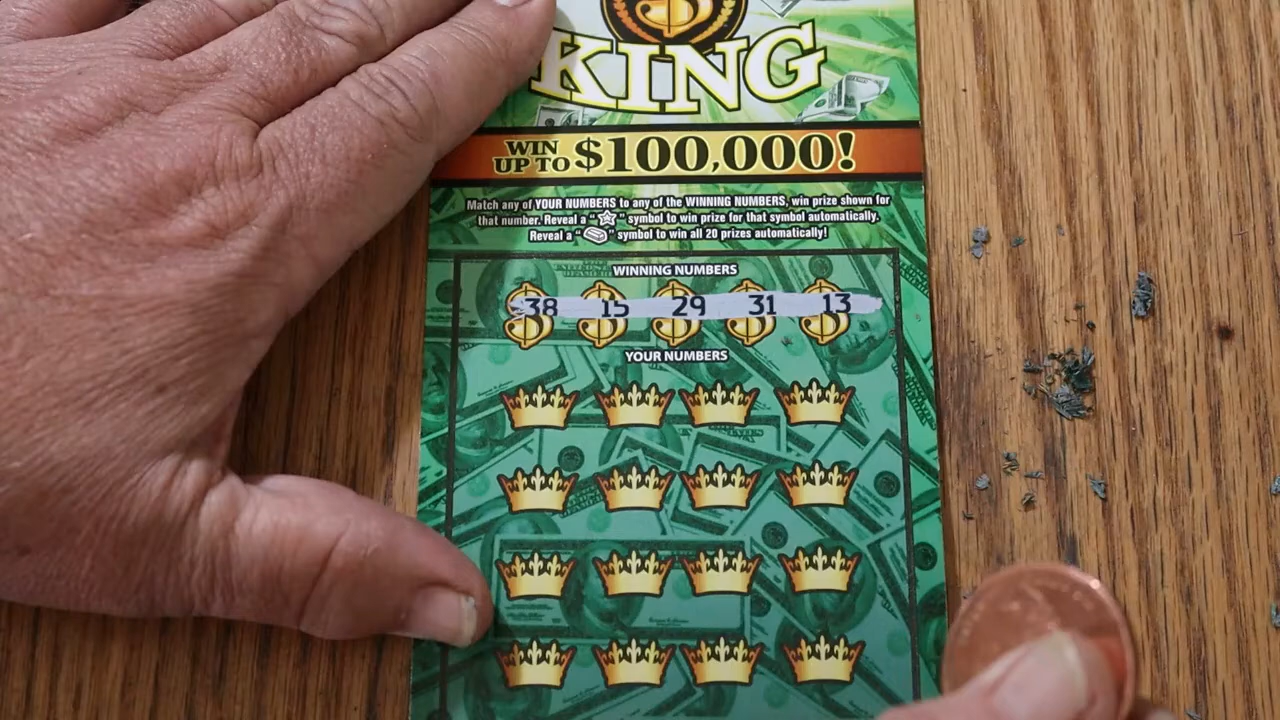 KING
WIN UP TO $100,000!
Match any of YOUR NUMBERS to any of the WINNING NUMBERS, win prize shown for
that number. Reveal a " " symbol to win prize for that symbol automatically.
Reveal a " " symbol to win all 20 prizes automatically!
WINNING NUMBERS
38 15 29 31 13
YOUR NUMBERS